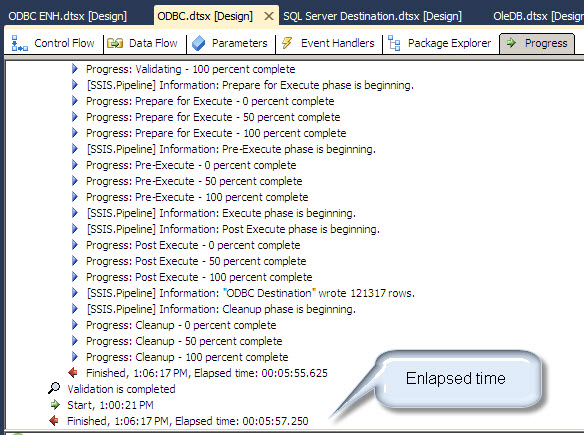 ODBC ENH.dtsx [Design] ODBC.dtsx [Design] SQL Server Destination.dtsx [Design] OleDB.dtsx [Design]
Control Flow Data Flow Parameters Event Handlers Package Explorer Progress
Progress: Validating - 100 percent complete
[SSIS.Pipeline] Information: Prepare for Execute phase is beginning.
Progress: Prepare for Execute - 0 percent complete
Progress: Prepare for Execute - 50 percent complete
Progress: Prepare for Execute - 100 percent complete
[SSIS.Pipeline] Information: Pre-Execute phase is beginning.
Progress: Pre-Execute - 0 percent complete
Progress: Pre-Execute - 50 percent complete
Progress: Pre-Execute - 100 percent complete
[SSIS.Pipeline] Information: Execute phase is beginning.
[SSIS.Pipeline] Information: Post Execute phase is beginning.
Progress: Post Execute - 0 percent complete
Progress: Post Execute - 50 percent complete
Progress: Post Execute - 100 percent complete
[SSIS.Pipeline] Information: "ODBC Destination" wrote 121317 rows.
[SSIS.Pipeline] Information: Cleanup phase is beginning.
Progress: Cleanup - 0 percent complete
Progress: Cleanup - 50 percent complete
Progress: Cleanup - 100 percent complete
Finished, 1:06:17 PM, Elapsed time: 00:05:55.625
Validation is completed
Start, 1:00:21 PM
Finished, 1:06:17 PM, Elapsed time: 00:05:57.250
Enlapsed time